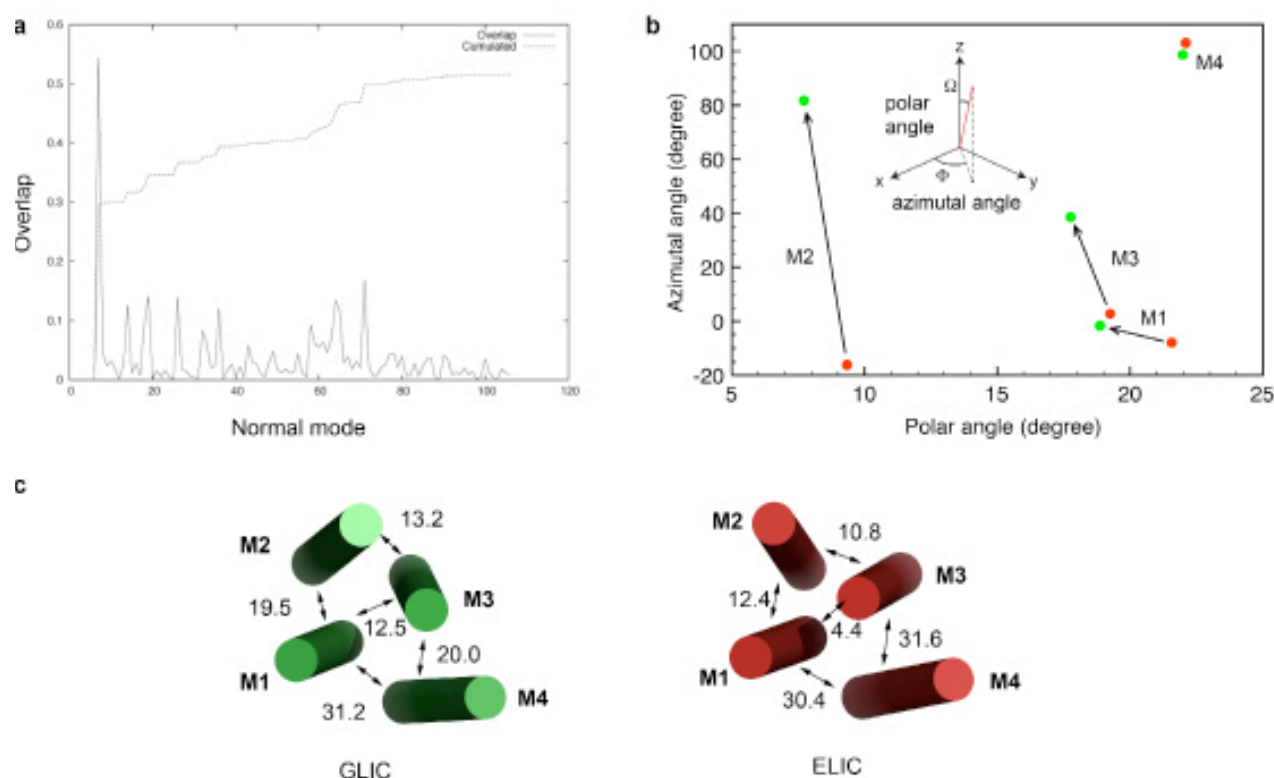 a
Overlap
Cumulated
0.6
0.5
0.4
0.3
0.2
0.1
0
0
20
40
60
80
100
120
Overlap
Normal mode
b
100
80
60
40
20
0
-20
5
10
15
20
25
Azimutal angle (degree)
Polar angle (degree)
z
Ω
polar
angle
x
Φ
y
azimutal angle
M4
M2
M3
M1
c
M2
13.2
M3
19.5
12.5
20.0
M1
31.2
M4
GLIC
M2
10.8
M3
12.4
4.4
31.6
M1
30.4
M4
ELIC